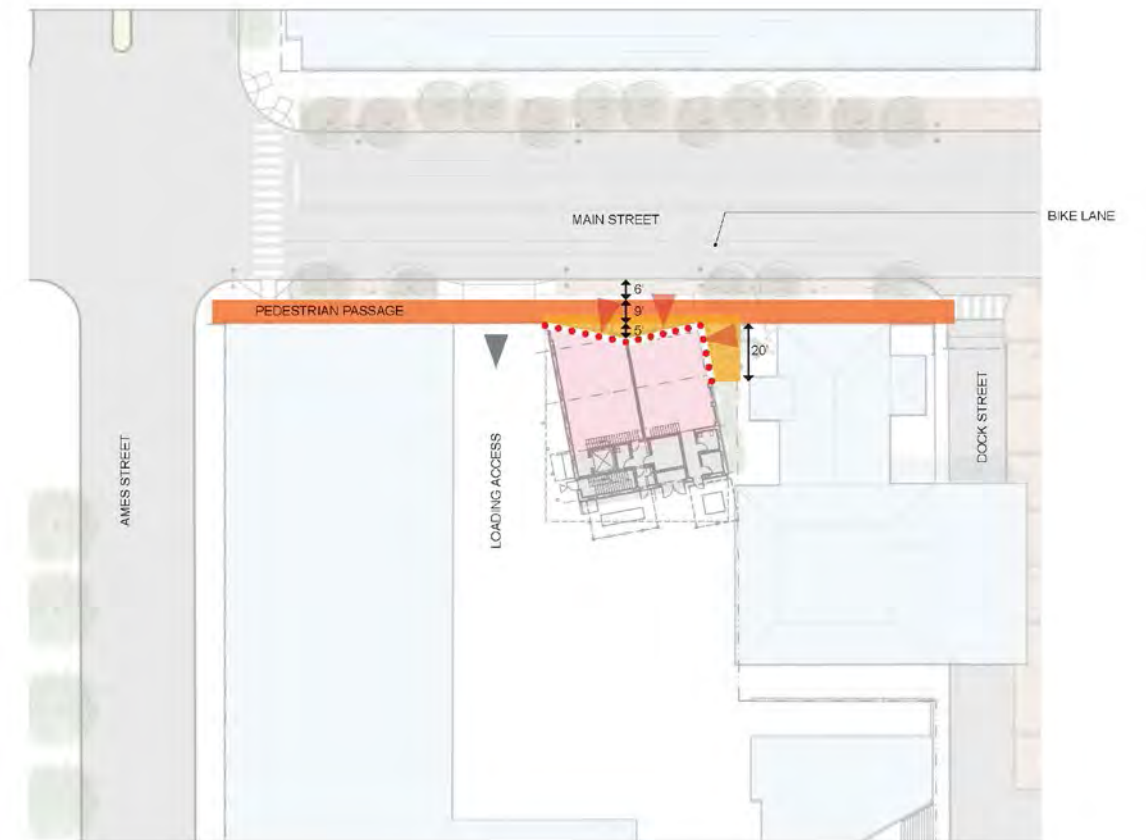 MAIN STREET
BIKE LANE
6'
PEDESTRIAN PASSAGE
9'
5'
20'
AMES STREET
LOADING ACCESS
DOCK STREET